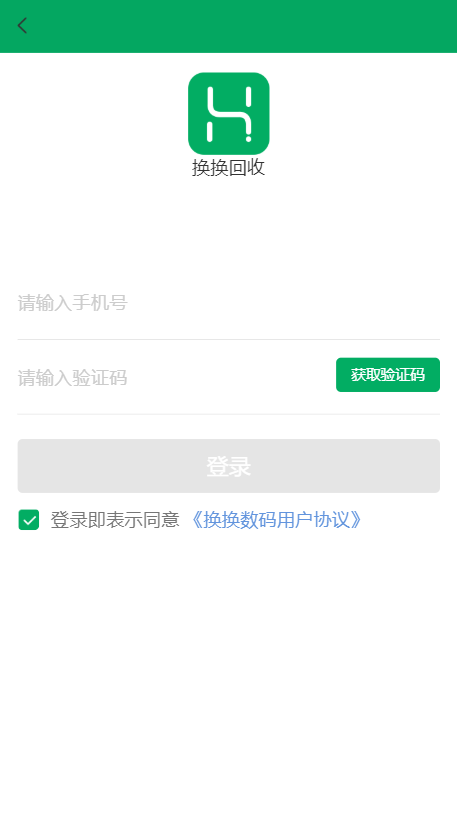 换换回收
请输入手机号
请输入验证码
获取验证码
登录
登录即表示同意《换换数码用户协议》